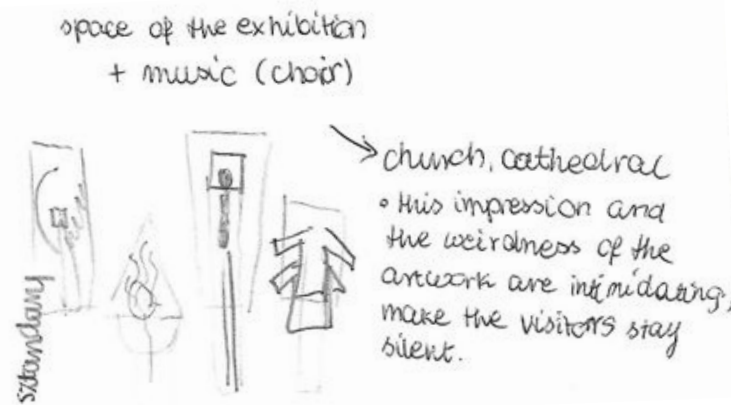 space of the exhibition
+ music (choir)
church, cathedral
• this impression and
the weirdness of the
artwork are intimidating,
make the visitors stay
silent.
sztandary